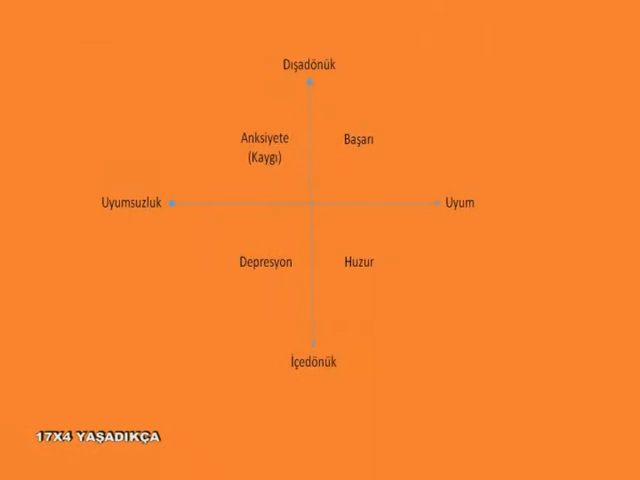 Dışadönük
Anksiyete
(Kaygı)
Başarı
Uyumsuzluk
Uyum
Depresyon
Huzur
İçedönük
17X4 YAŞADIKÇA